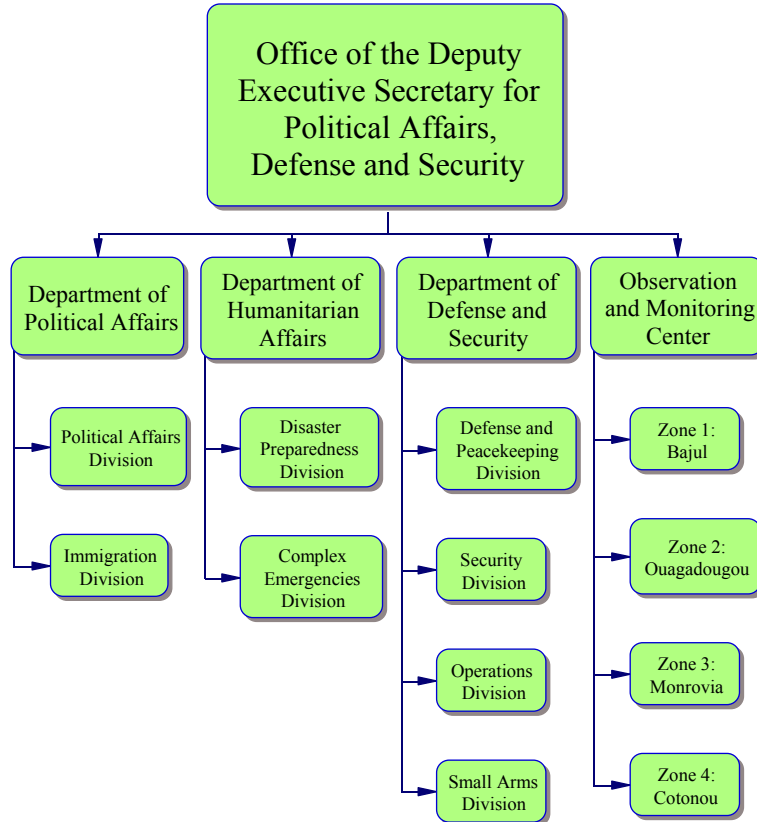 Office of the Deputy
Executive Secretary for
Political Affairs,
Defense and Security
Department of
Political Affairs
Department of
Humanitarian
Affairs
Department of
Defense and
Security
Observation
and Monitoring
Center
Political Affairs
Division
Disaster
Preparedness
Division
Defense and
Peacekeeping
Division
Zone 1:
Bajul
Immigration
Division
Complex
Emergencies
Division
Security
Division
Zone 2:
Ouagadougou
Operations
Division
Zone 3:
Monrovia
Small Arms
Division
Zone 4:
Cotonou